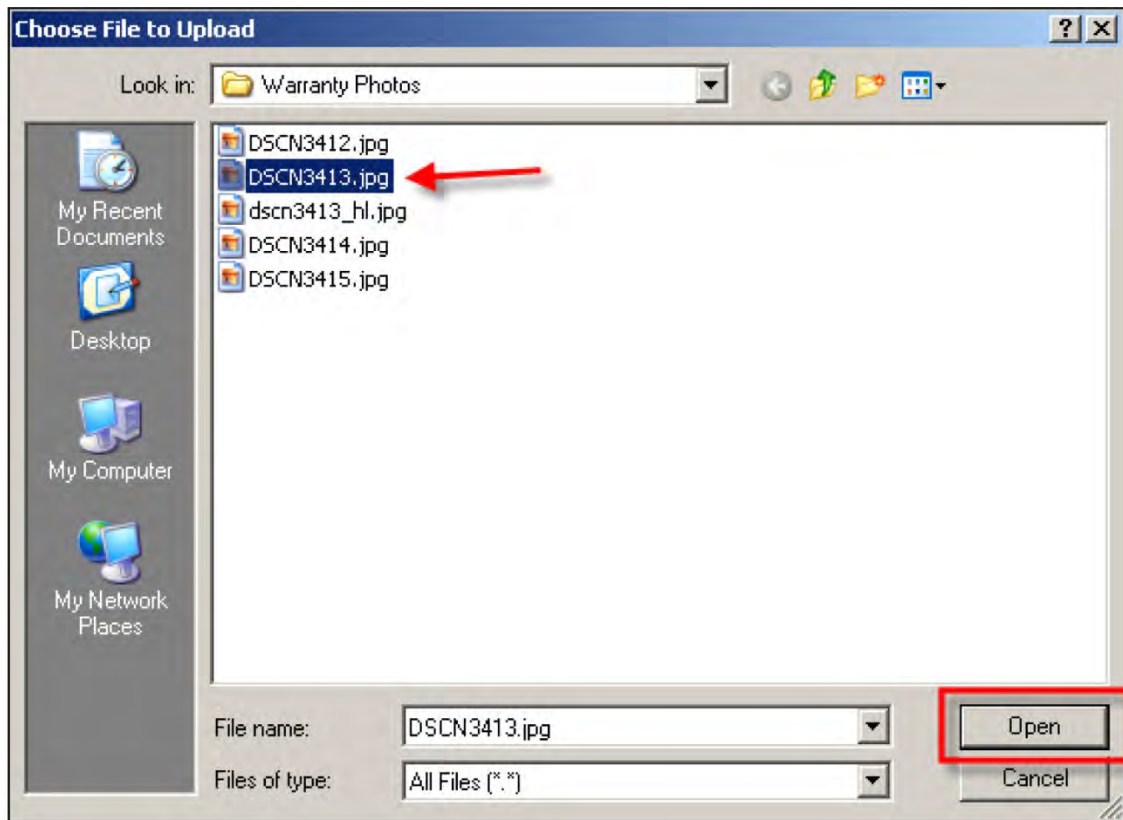 Choose File to Upload
Look in: Warranty Photos
My Recent
Documents
Desktop
My Computer
My Network
Places
DSCN3412.jpg
DSCN3413.jpg
dscn3413_hl.jpg
DSCN3414.jpg
DSCN3415.jpg
File name: DSCN3413.jpg Open
Files of type: All Files (*.*) Cancel